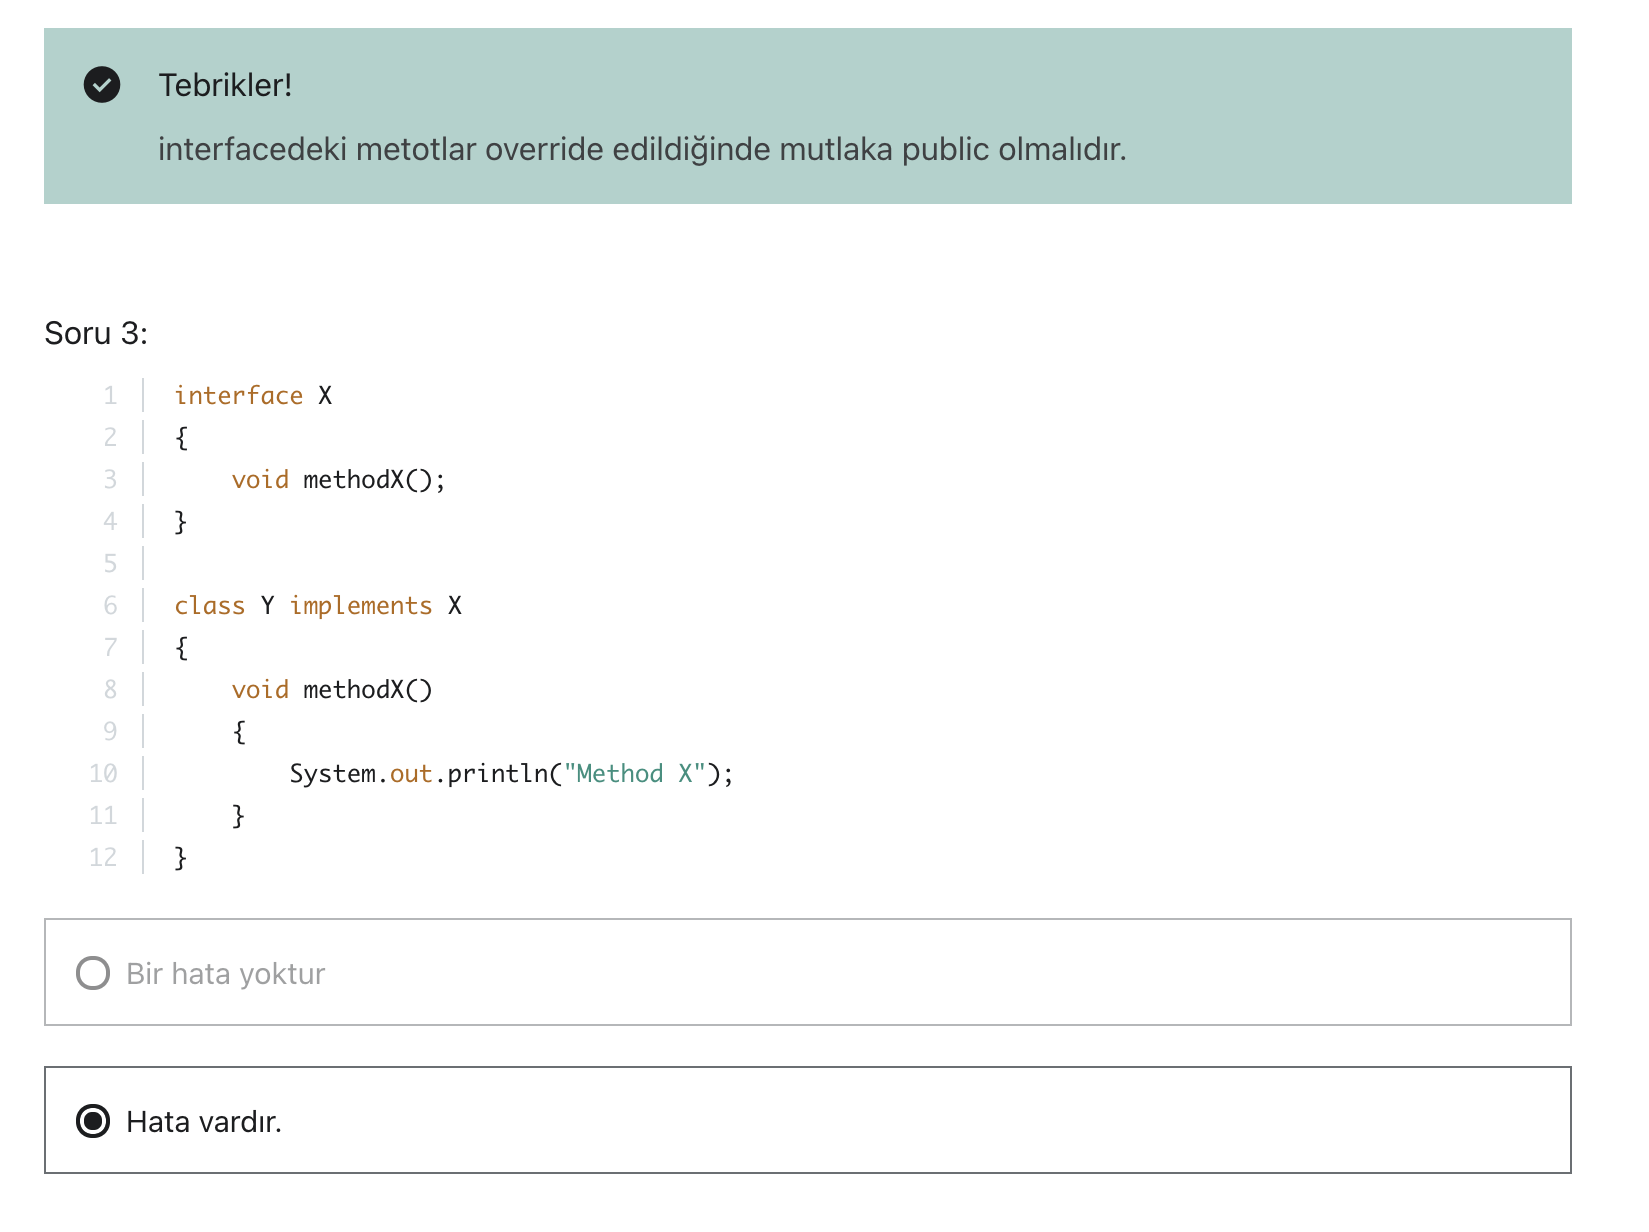 Tebrikler!
interfacedeki metotlar override edildiğinde mutlaka public olmalıdır.
Soru 3:
1 interface X
2 {
3     void methodX();
4 }
5
6 class Y implements X
7 {
8     void methodX()
9     {
10         System.out.println("Method X");
11     }
12 }
Bir hata yoktur
Hata vardır.